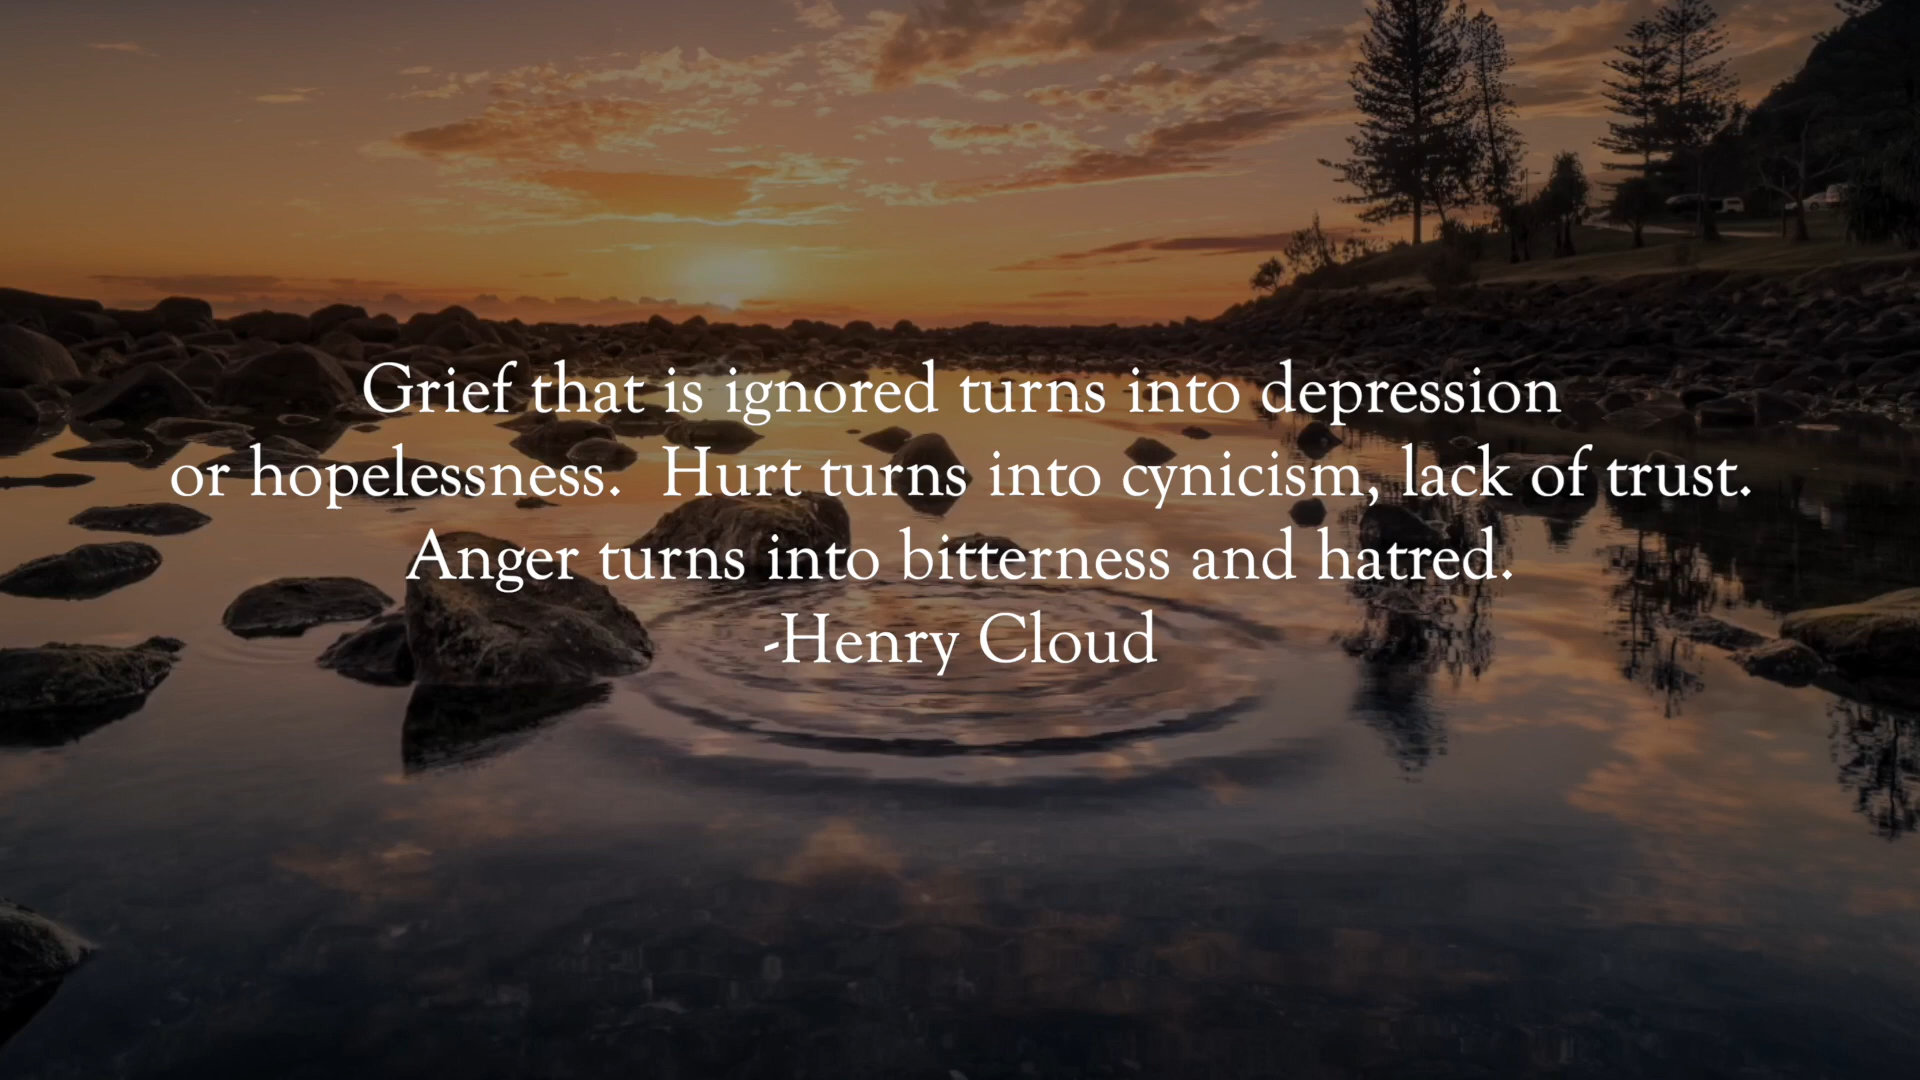 Grief that is ignored turns into depression
or hopelessness.  Hurt turns into cynicism, lack of trust.
Anger turns into bitterness and hatred.
-Henry Cloud